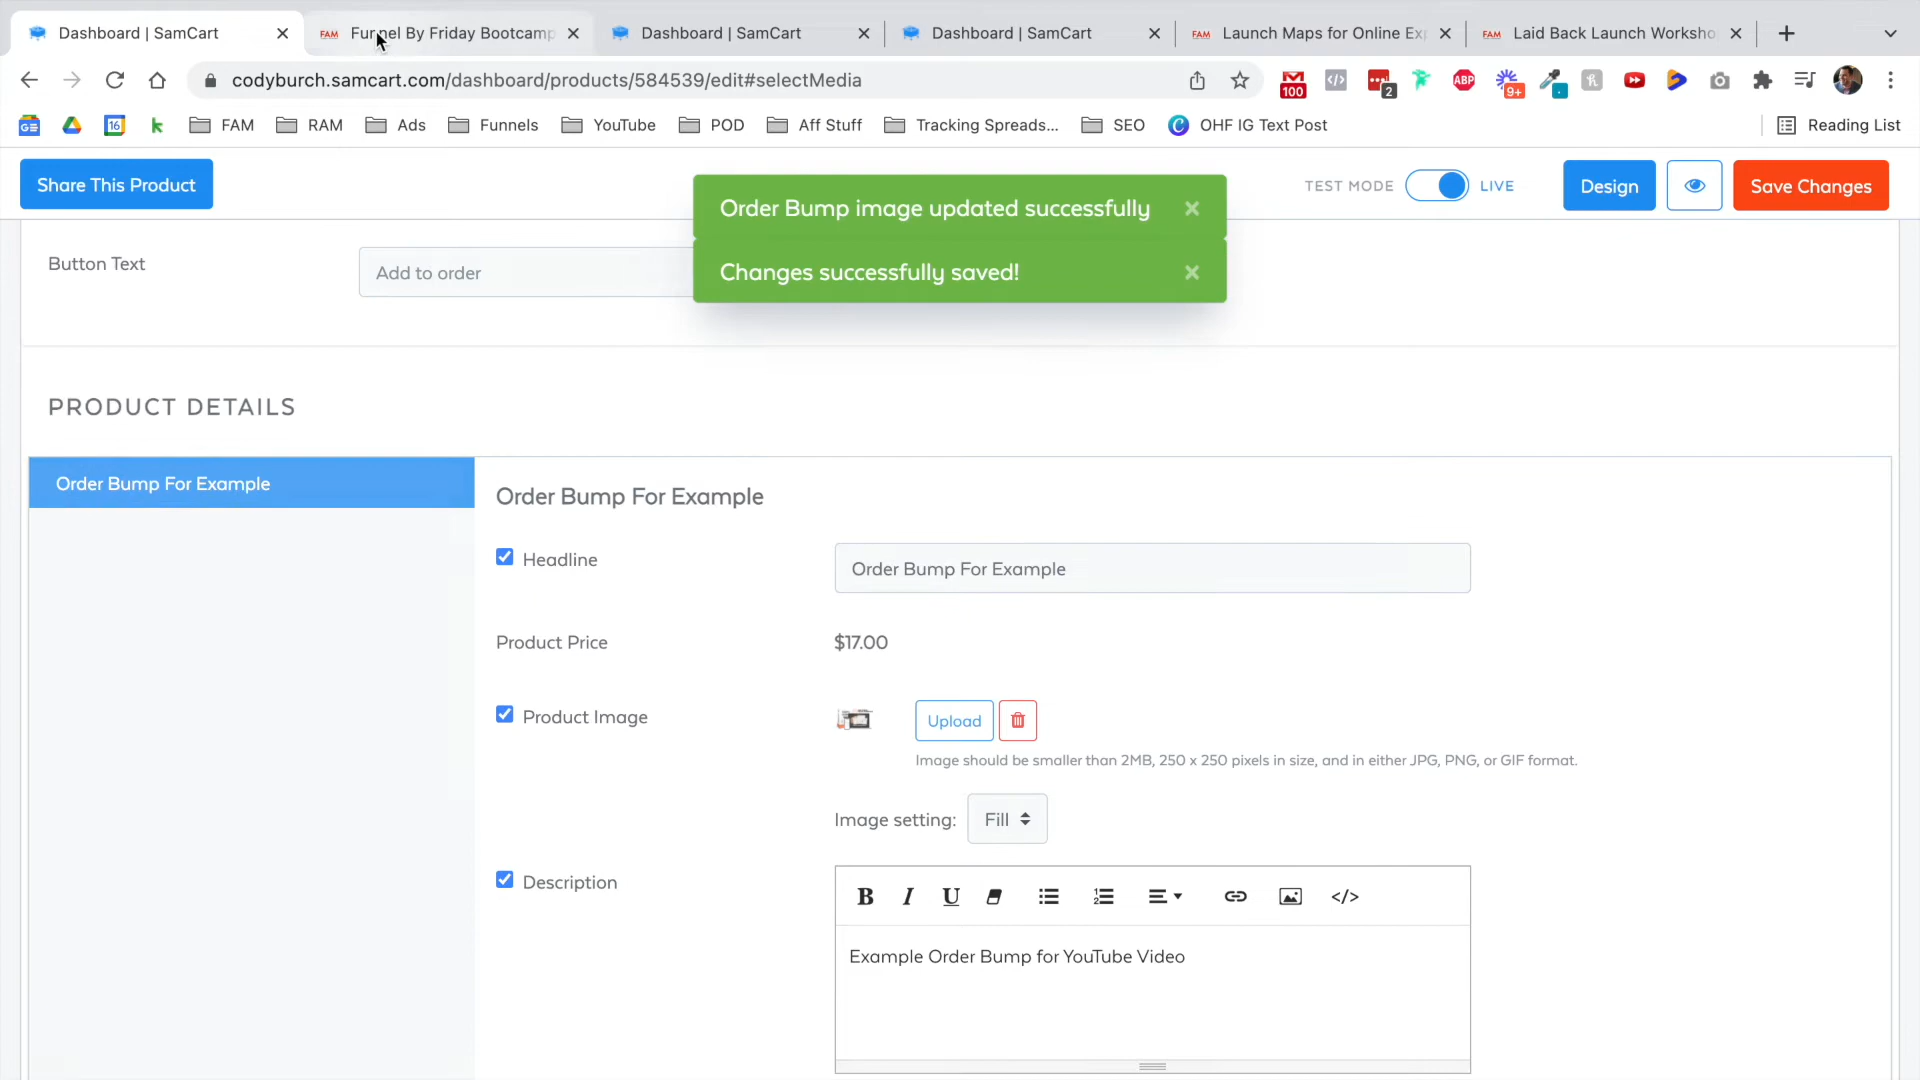 Dashboard | SamCart
FAM Funnel By Friday Bootcamp
Dashboard | SamCart
Dashboard | SamCart
FAM Launch Maps for Online Exp
FAM Laid Back Launch Worksho
codyburch.samcart.com/dashboard/products/584539/edit#selectMedia
100
2
ABP
9+
GE
16
k
FAM
RAM
Ads
Funnels
YouTube
POD
Aff Stuff
Tracking Spreads...
SEO
OHF IG Text Post
Reading List
Share This Product
Order Bump image updated successfully
TEST MODE
LIVE
Design
Save Changes
Button Text
Add to order
Changes successfully saved!
PRODUCT DETAILS
Order Bump For Example
Order Bump For Example
Headline
Order Bump For Example
Product Price
$17.00
Product Image
Upload
Image should be smaller than 2MB, 250 x 250 pixels in size, and in either JPG, PNG, or GIF format.
Image setting:
Fill
Description
B I U </>
Example Order Bump for YouTube Video